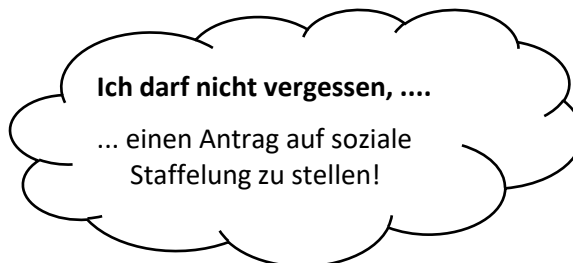 Ich darf nicht vergessen, ....
... einen Antrag auf soziale
Staffelung zu stellen!